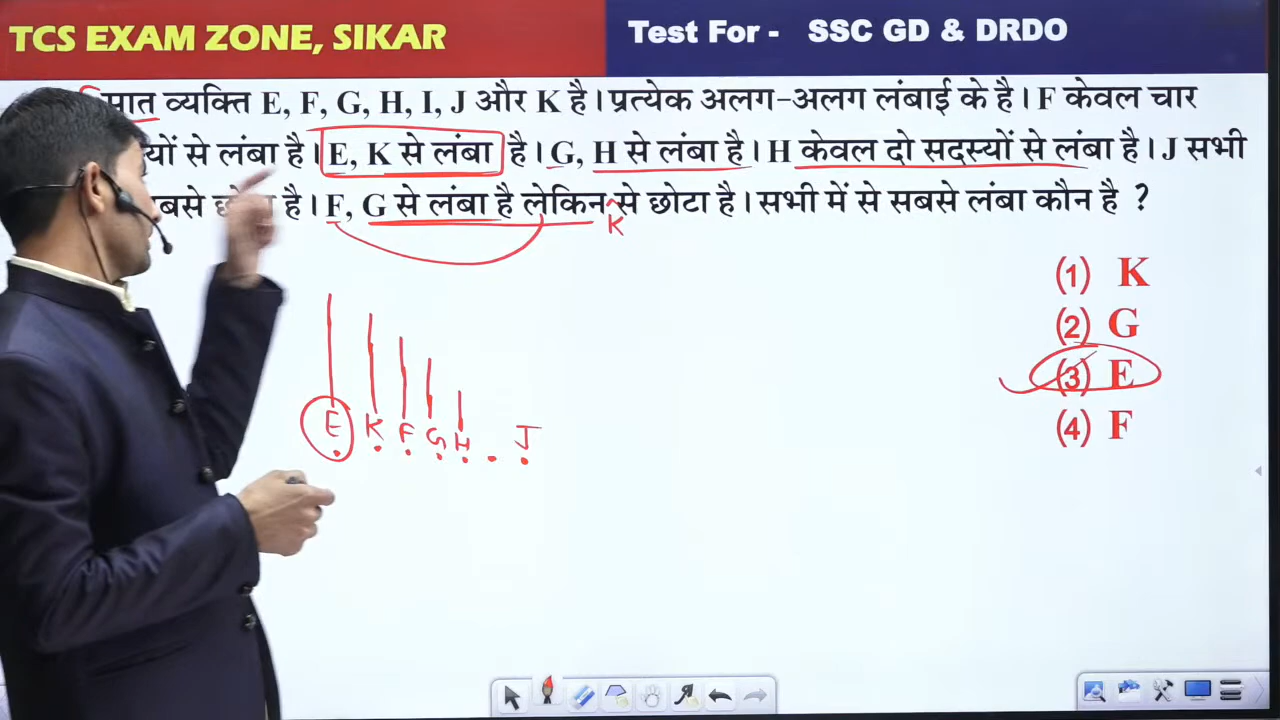 TCS EXAM ZONE, SIKAR
Test For - SSC GD & DRDO
सात व्यक्ति E, F, G, H, I, J और K है। प्रत्येक अलग-अलग लंबाई के है। F केवल चार
यों से लंबा है। E, K से लंबा है। G, H से लंबा है। H केवल दो सदस्यों से लंबा है। J सभी
है। F, G से लंबा है लेकिन से छोटा है। सभी में से सबसे लंबा कौन है ?
K
(1) K
(2) G
(3) E
(4) F
E K F G H J